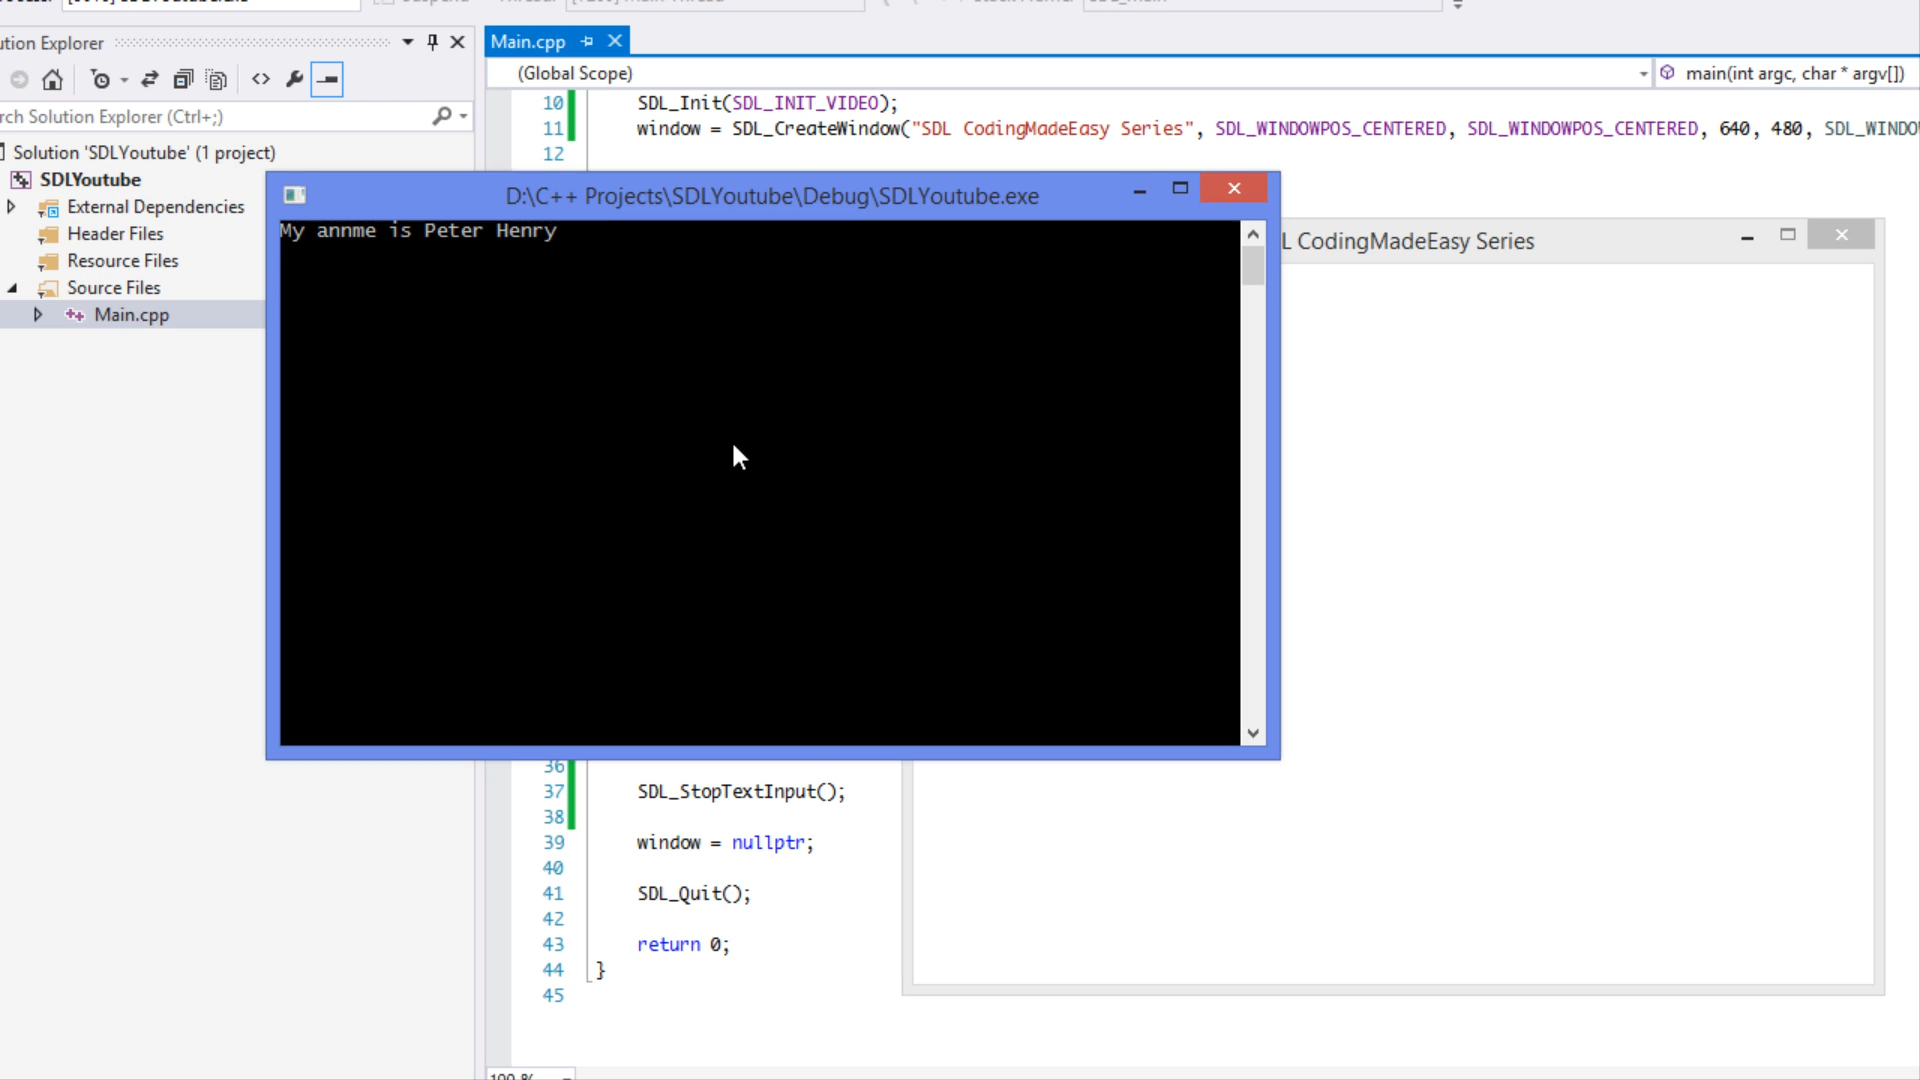 ution Explorer
rch Solution Explorer (Ctrl+;)
Solution 'SDLYoutube' (1 project)
SDLYoutube
External Dependencies
Header Files
Resource Files
Source Files
Main.cpp
Main.cpp
(Global Scope)
main(int argc, char * argv[])
10 SDL_Init(SDL_INIT_VIDEO);
11 window = SDL_CreateWindow("SDL CodingMadeEasy Series", SDL_WINDOWPOS_CENTERED, SDL_WINDOWPOS_CENTERED, 640, 480, SDL_WINDO
12
D:\C++ Projects\SDLYoutube\Debug\SDLYoutube.exe
My annme is Peter Henry
L CodingMadeEasy Series
36
37 SDL_StopTextInput();
38
39 window = nullptr;
40
41 SDL_Quit();
42
43 return 0;
44 }
45
100 %